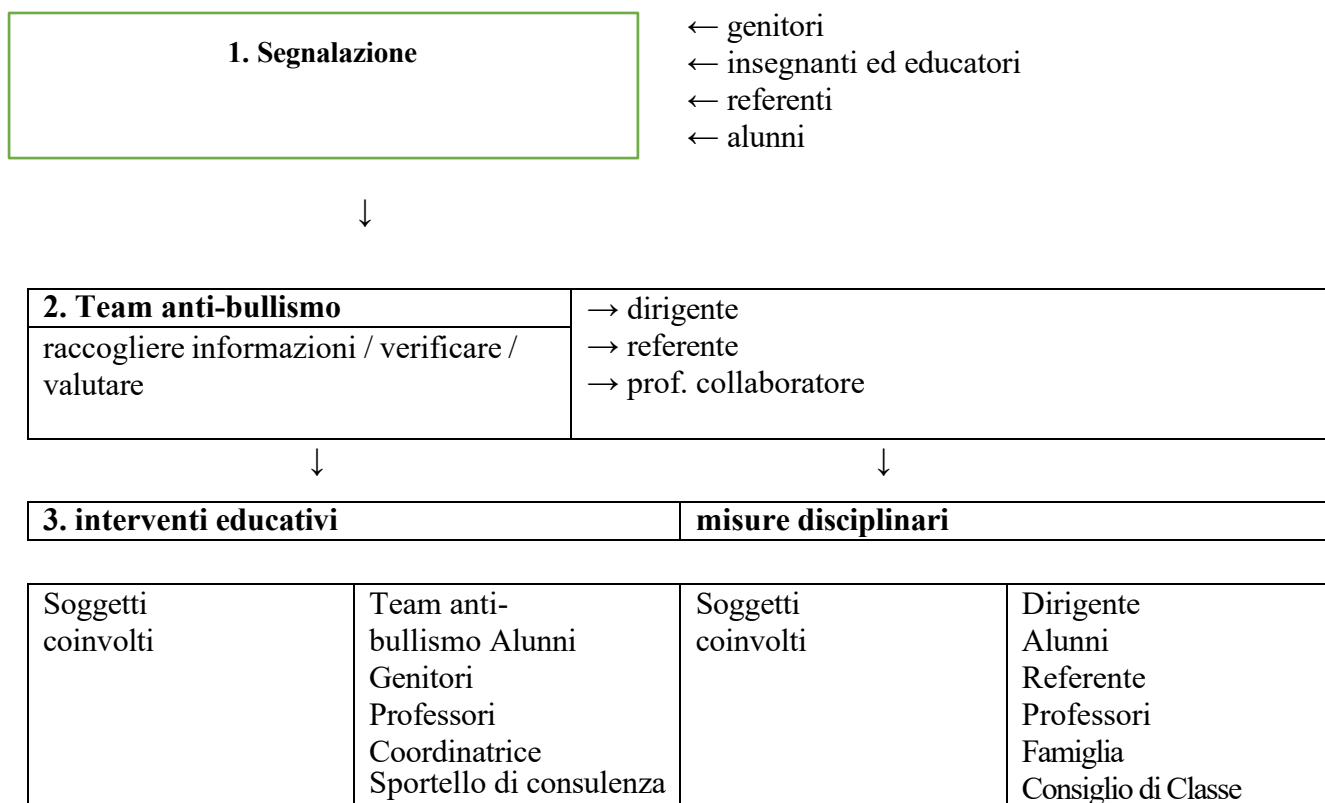 1. Segnalazione
← genitori
← insegnanti ed educatori
← referenti
← alunni
↓
2. Team anti-bullismo
raccogliere informazioni / verificare /
valutare
→ dirigente
→ referente
→ prof. collaboratore
↓ ↓
3. interventi educativi
misure disciplinari
Soggetti
coinvolti
Team anti-
bullismo Alunni
Genitori
Professori
Coordinatrice
Sportello di consulenza
Soggetti
coinvolti
Dirigente
Alunni
Referente
Professori
Famiglia
Consiglio di Classe